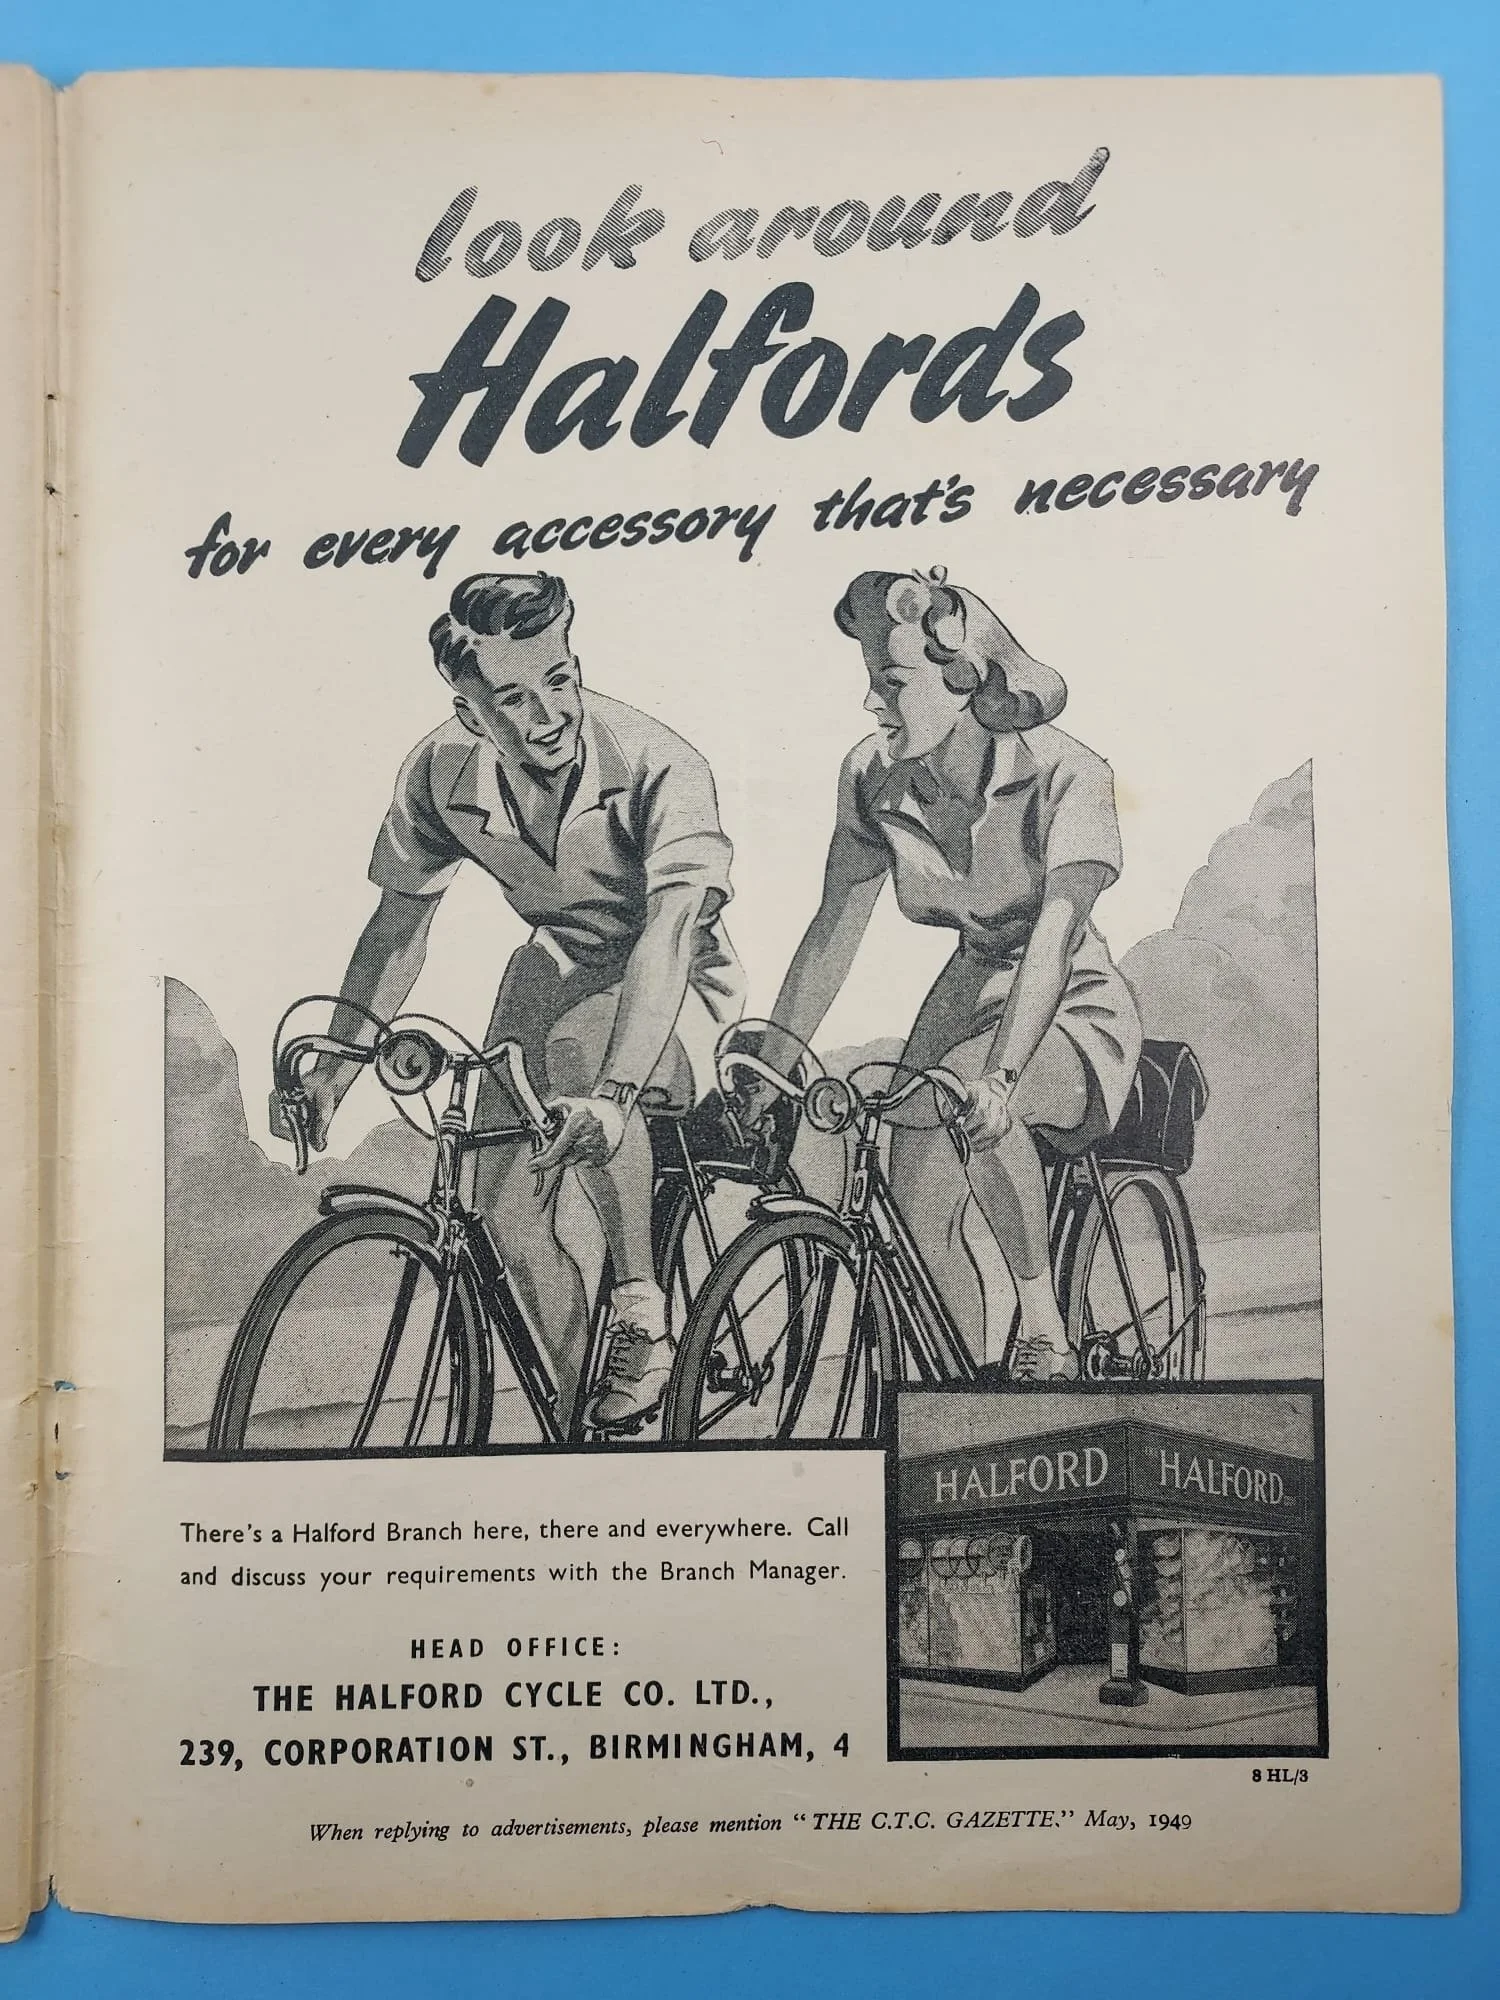 look around
Halfords
for every accessory that's necessary
HALFORD
HALFORD
There's a Halford Branch here, there and everywhere. Call
and discuss your requirements with the Branch Manager.
HEAD OFFICE:
THE HALFORD CYCLE CO. LTD.,
239, CORPORATION ST., BIRMINGHAM, 4
8 HL/3
When replying to advertisements, please mention “THE C.T.C. GAZETTE.” May, 1949